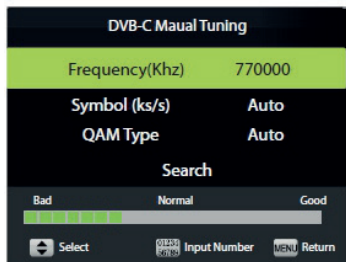 DVB-C Maual Tuning
Frequency(Khz) 770000
Symbol (ks/s) Auto
QAM Type Auto
Search
Bad Normal Good
Select Input Number MENU Return